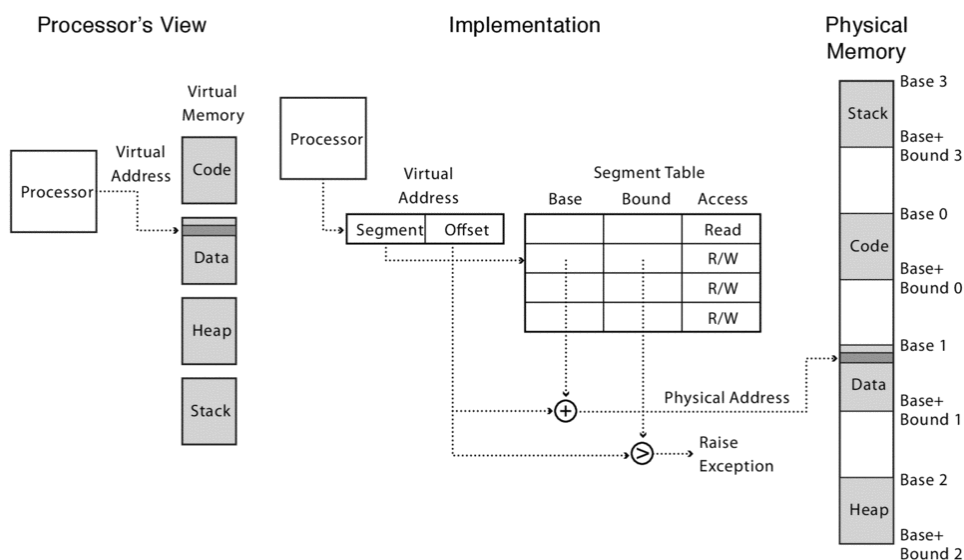 Processor's View
Implementation
Physical
Memory
Virtual
Memory
Processor
Virtual
Address
Code
Data
Heap
Stack
Processor
Virtual
Address
Segment Offset
Segment Table
Base Bound Access
Read
R/W
R/W
R/W
+
Physical Address
>
Raise
Exception
Base 3
Stack
Base+
Bound 3
Base 0
Code
Base+
Bound 0
Base 1
Data
Base+
Bound 1
Base 2
Heap
Base+
Bound 2